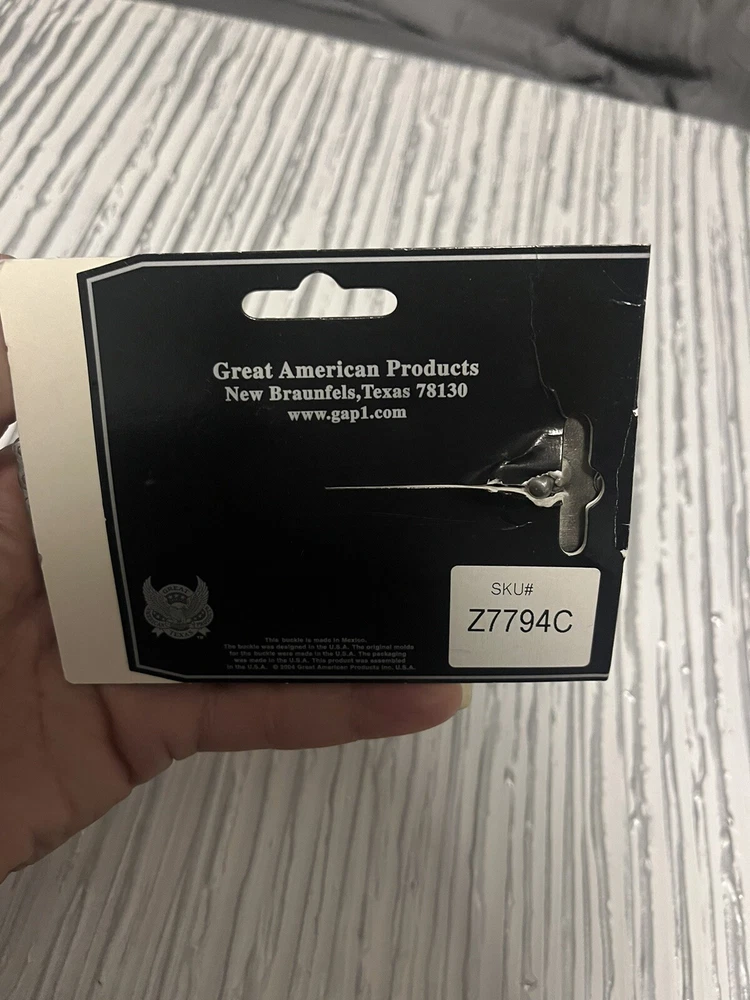 Great American Products
New Braunfels,Texas 78130
www.gap1.com
SKU#
Z7794C
GREAT
TEXAS
This buckle is made in Mexico.
The buckle was designed in the U.S.A. The original molds
for the buckle were made in U.S.A. The packaging
was made in the U.S.A. This product was assembled
in the U.S.A. © 2004 Great American Products Inc. U.S.A.